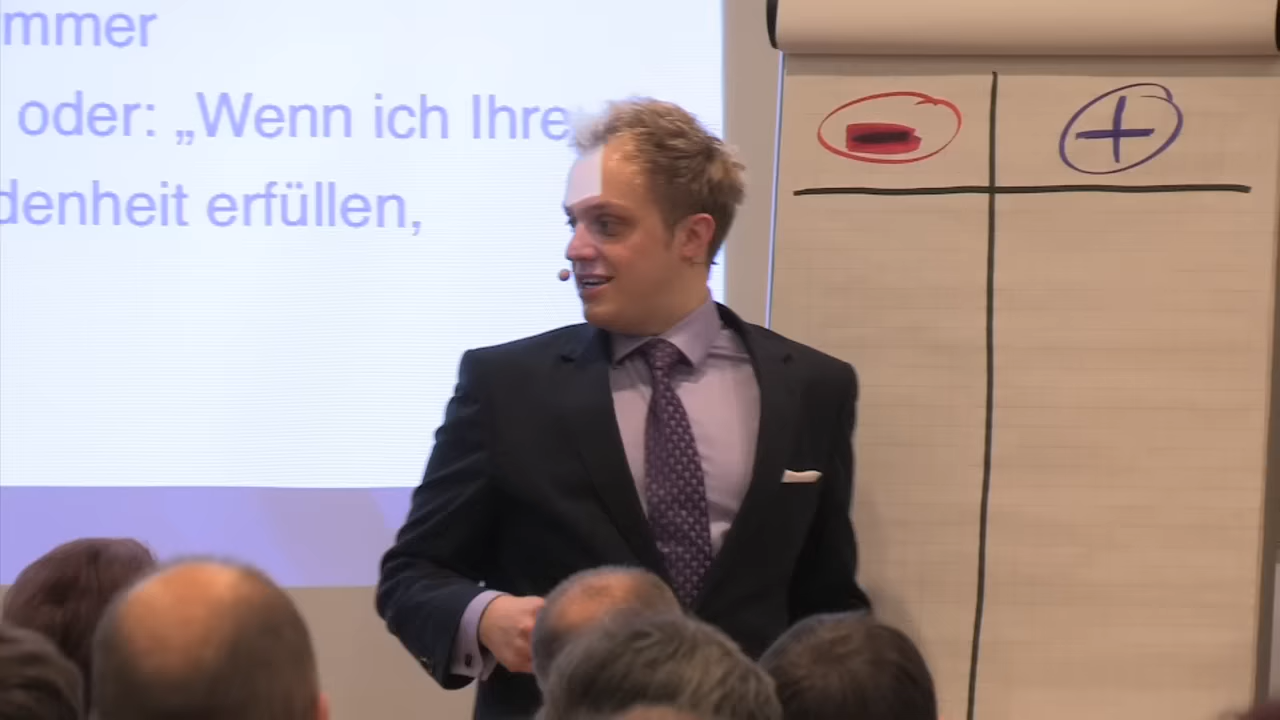 mmer
oder: „Wenn ich Ihre
denheit erfüllen,
- +